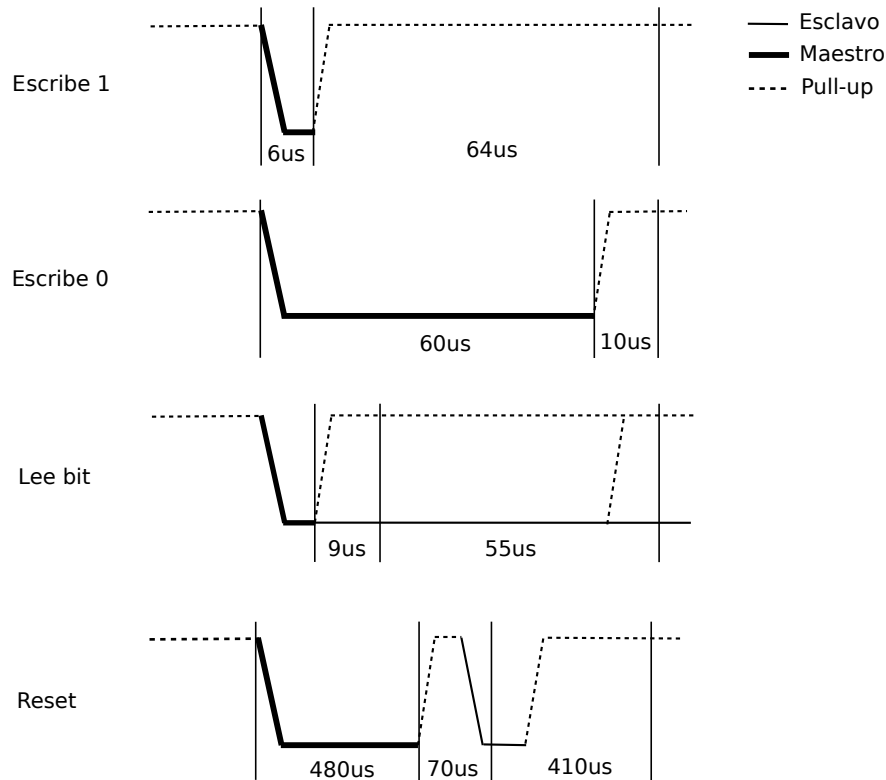 Esclavo
Maestro
Pull-up
Escribe 1
6us
64us
Escribe 0
60us
10us
Lee bit
9us
55us
Reset
480us
70us
410us